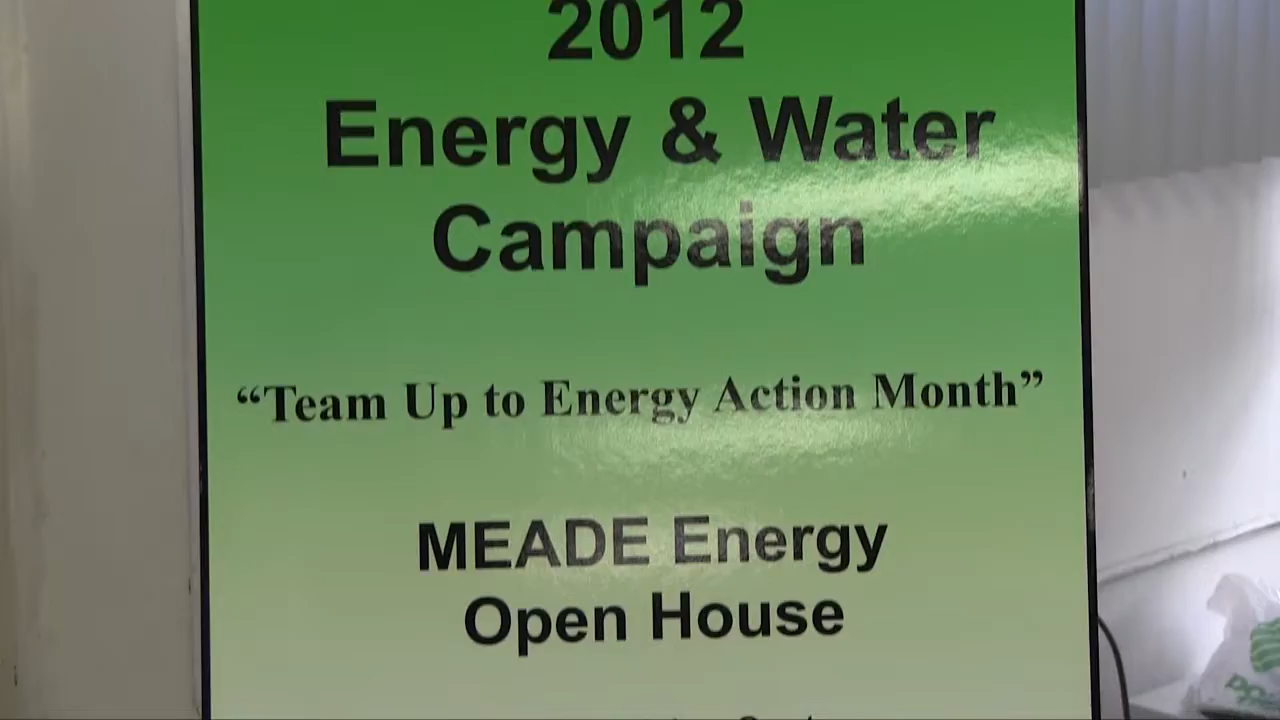 2012
Energy & Water
Campaign
“Team Up to Energy Action Month”
MEADE Energy
Open House